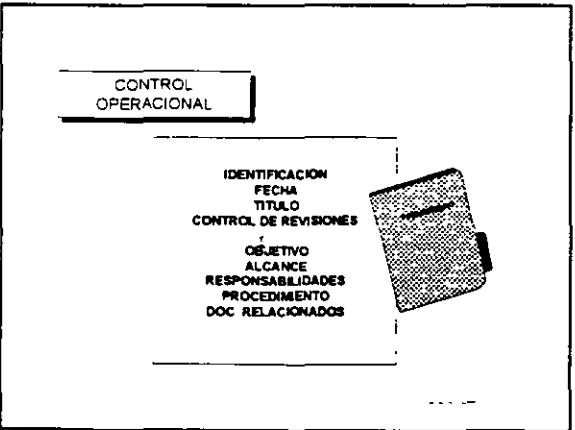 CONTROL
OPERACIONAL
IDENTIFICACION
FECHA
TITULO
CONTROL DE REVISIONES
OBJETIVO
ALCANCE
RESPONSABILIDADES
PROCEDIMIENTO
DOC RELACIONADOS